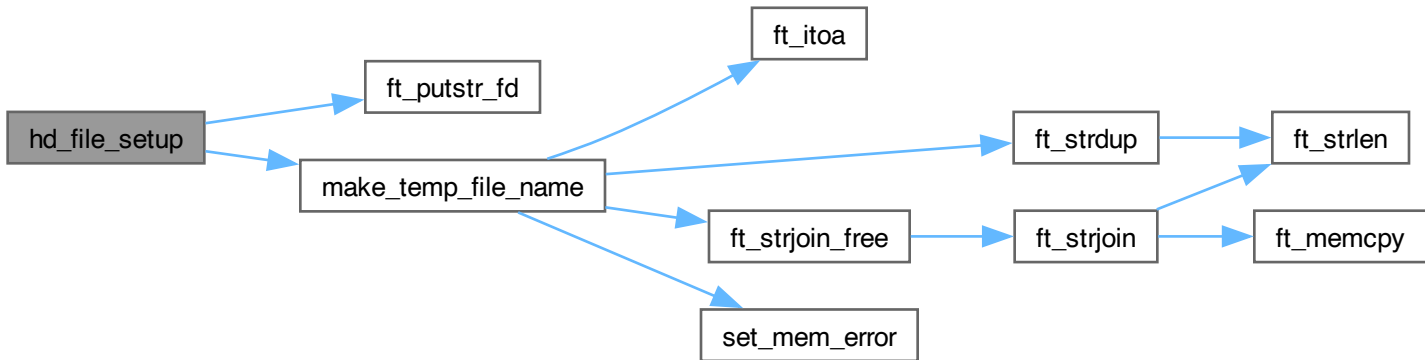 hd_file_setup
ft_putstr_fd
make_temp_file_name
ft_itoa
ft_strdup
ft_strjoin_free
set_mem_error
ft_strjoin
ft_strlen
ft_memcpy